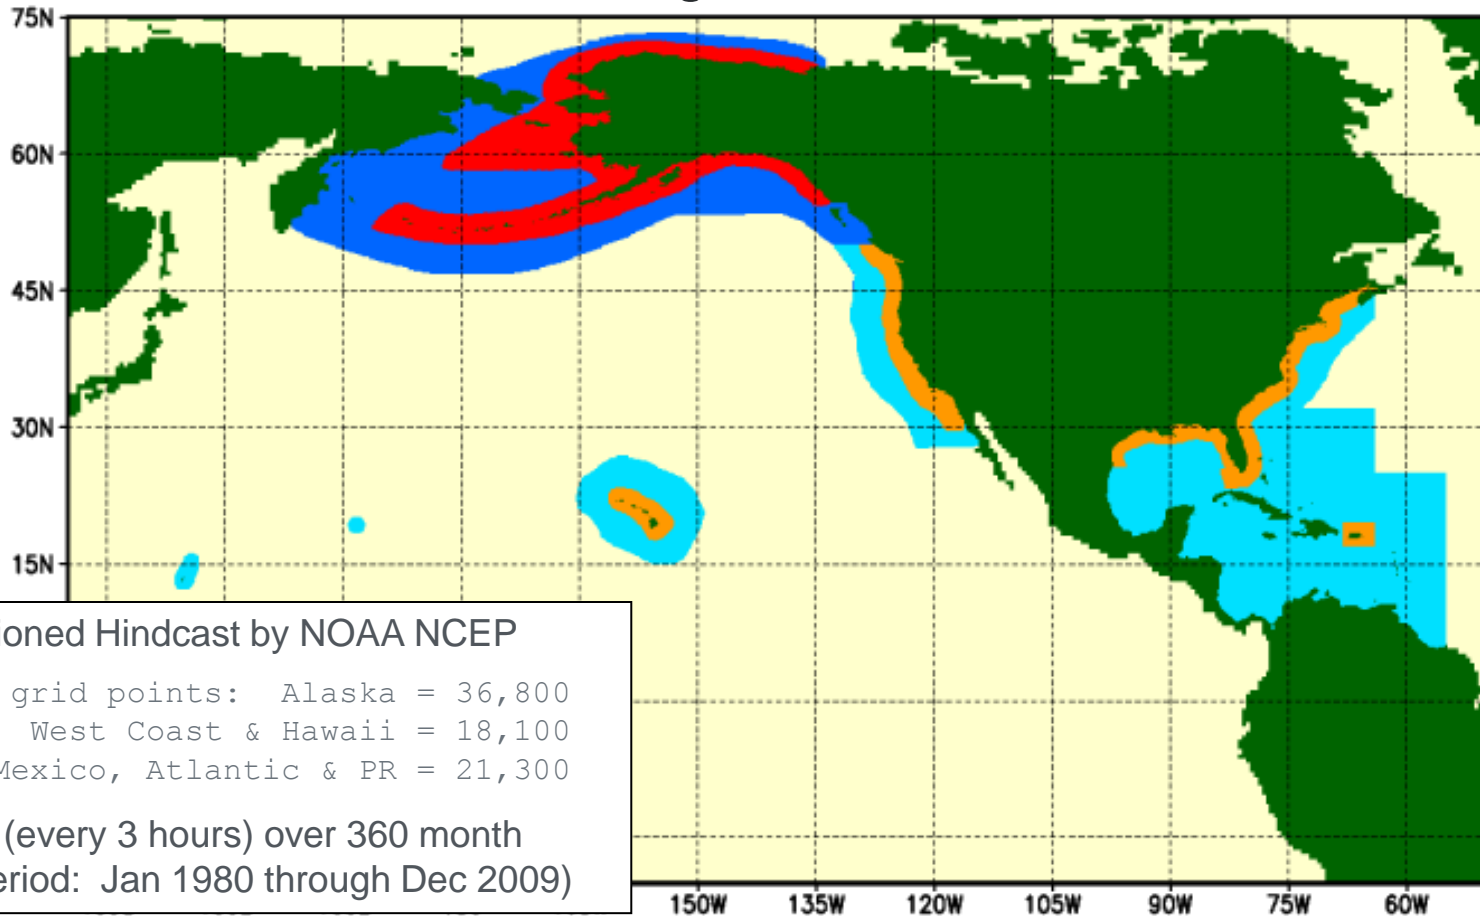 75N
60N
45N
30N
15N
Hindcast by NOAA NCEP
grid points: Alaska = 36,800
West Coast & Hawaii = 18,100
Mexico, Atlantic & PR = 21,300
(every 3 hours) over 360 month
Jan 1980 through Dec 2009)
150W 135W 120W 105W 90W 75W 60W